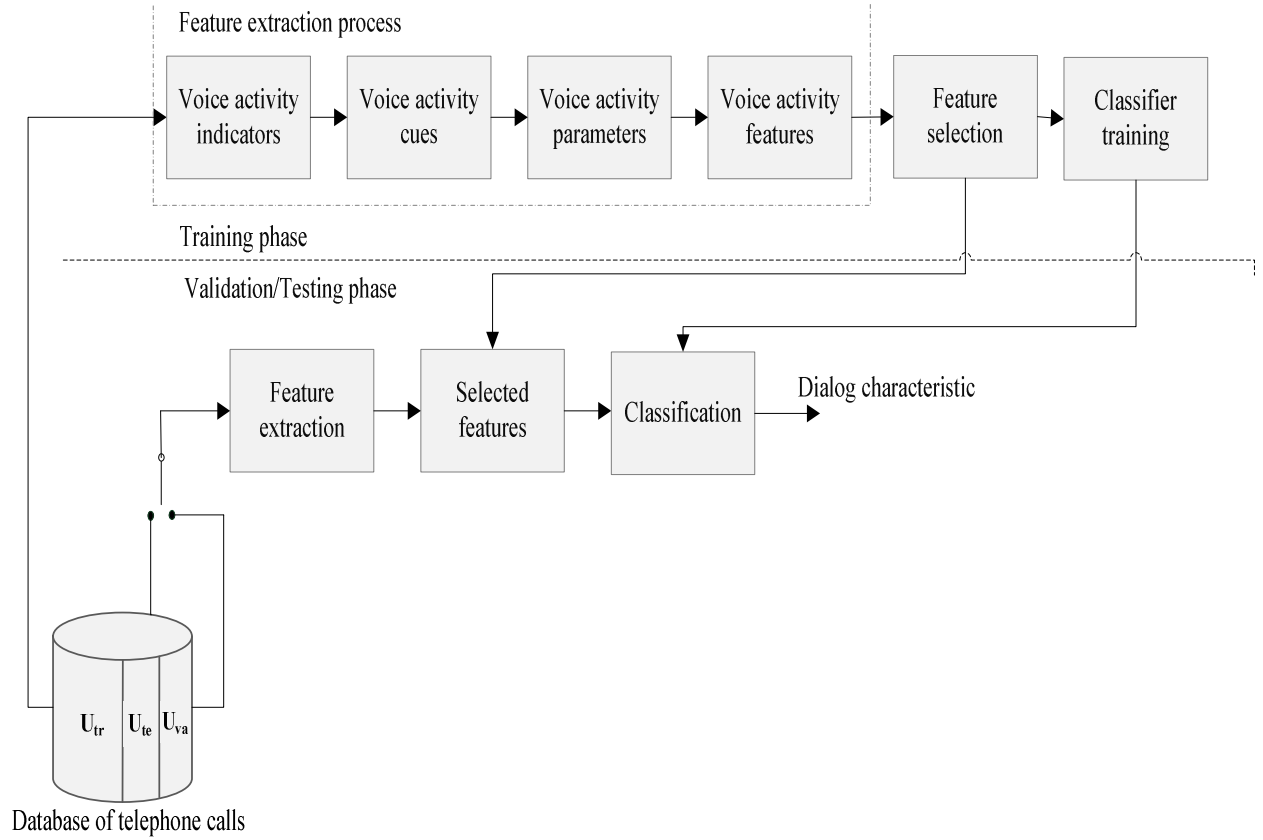 Feature extraction process
Voice activity
indicators
Voice activity
cues
Voice activity
parameters
Voice activity
features
Feature
selection
Classifier
training
Training phase
Validation/Testing phase
Feature
extraction
Selected
features
Classification
Dialog characteristic
Utr
Ute
Uva
Database of telephone calls